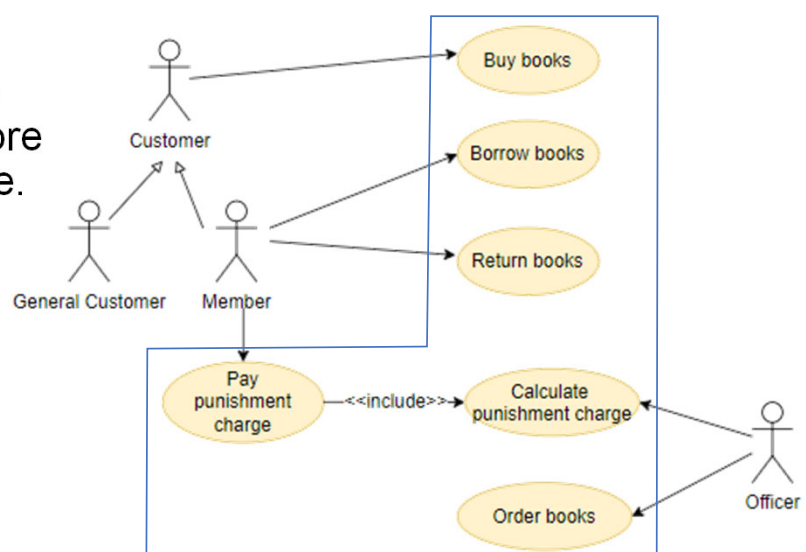 Buy books
Customer
Borrow books
e.
General Customer
Member
Return books
Pay
punishment
charge
<<include>>
Calculate
punishment charge
Officer
Order books